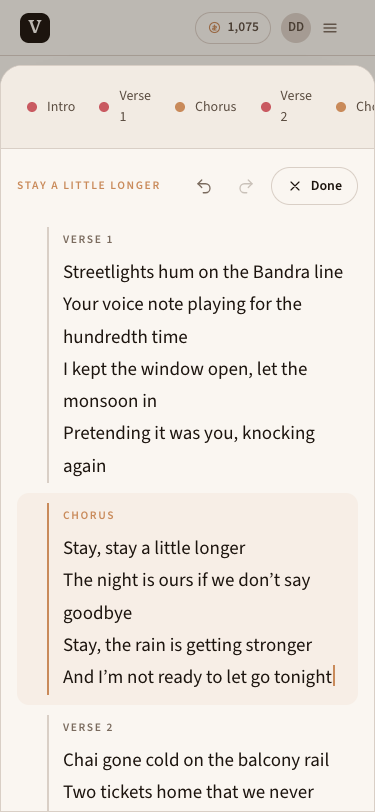 V
1,075
DD
Intro
Verse 1
Chorus
Verse 2
STAY A LITTLE LONGER
Done
VERSE 1
Streetlights hum on the Bandra line
Your voice note playing for the
hundredth time
I kept the window open, let the
monsoon in
Pretending it was you, knocking
again
CHORUS
Stay, stay a little longer
The night is ours if we don’t say
goodbye
Stay, the rain is getting stronger
And I’m not ready to let go tonight
VERSE 2
Chai gone cold on the balcony rail
Two tickets home that we never